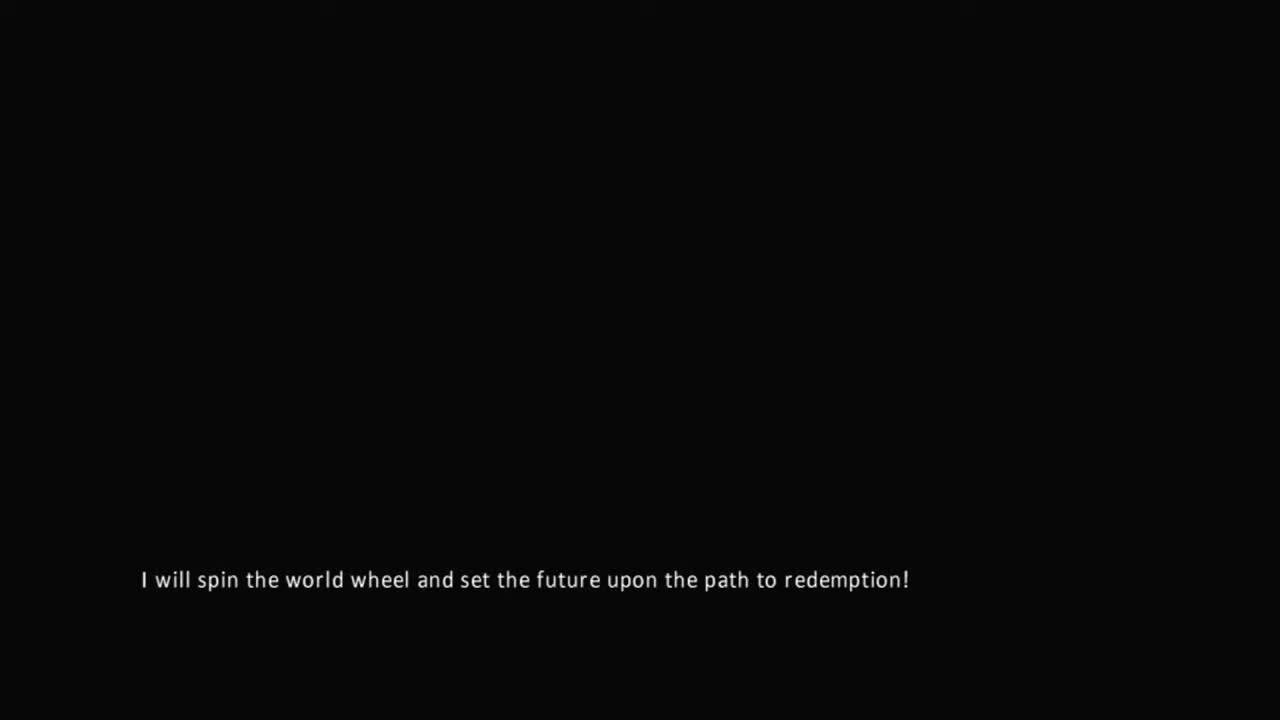 I will spin the world wheel and set the future upon the path to redemption!